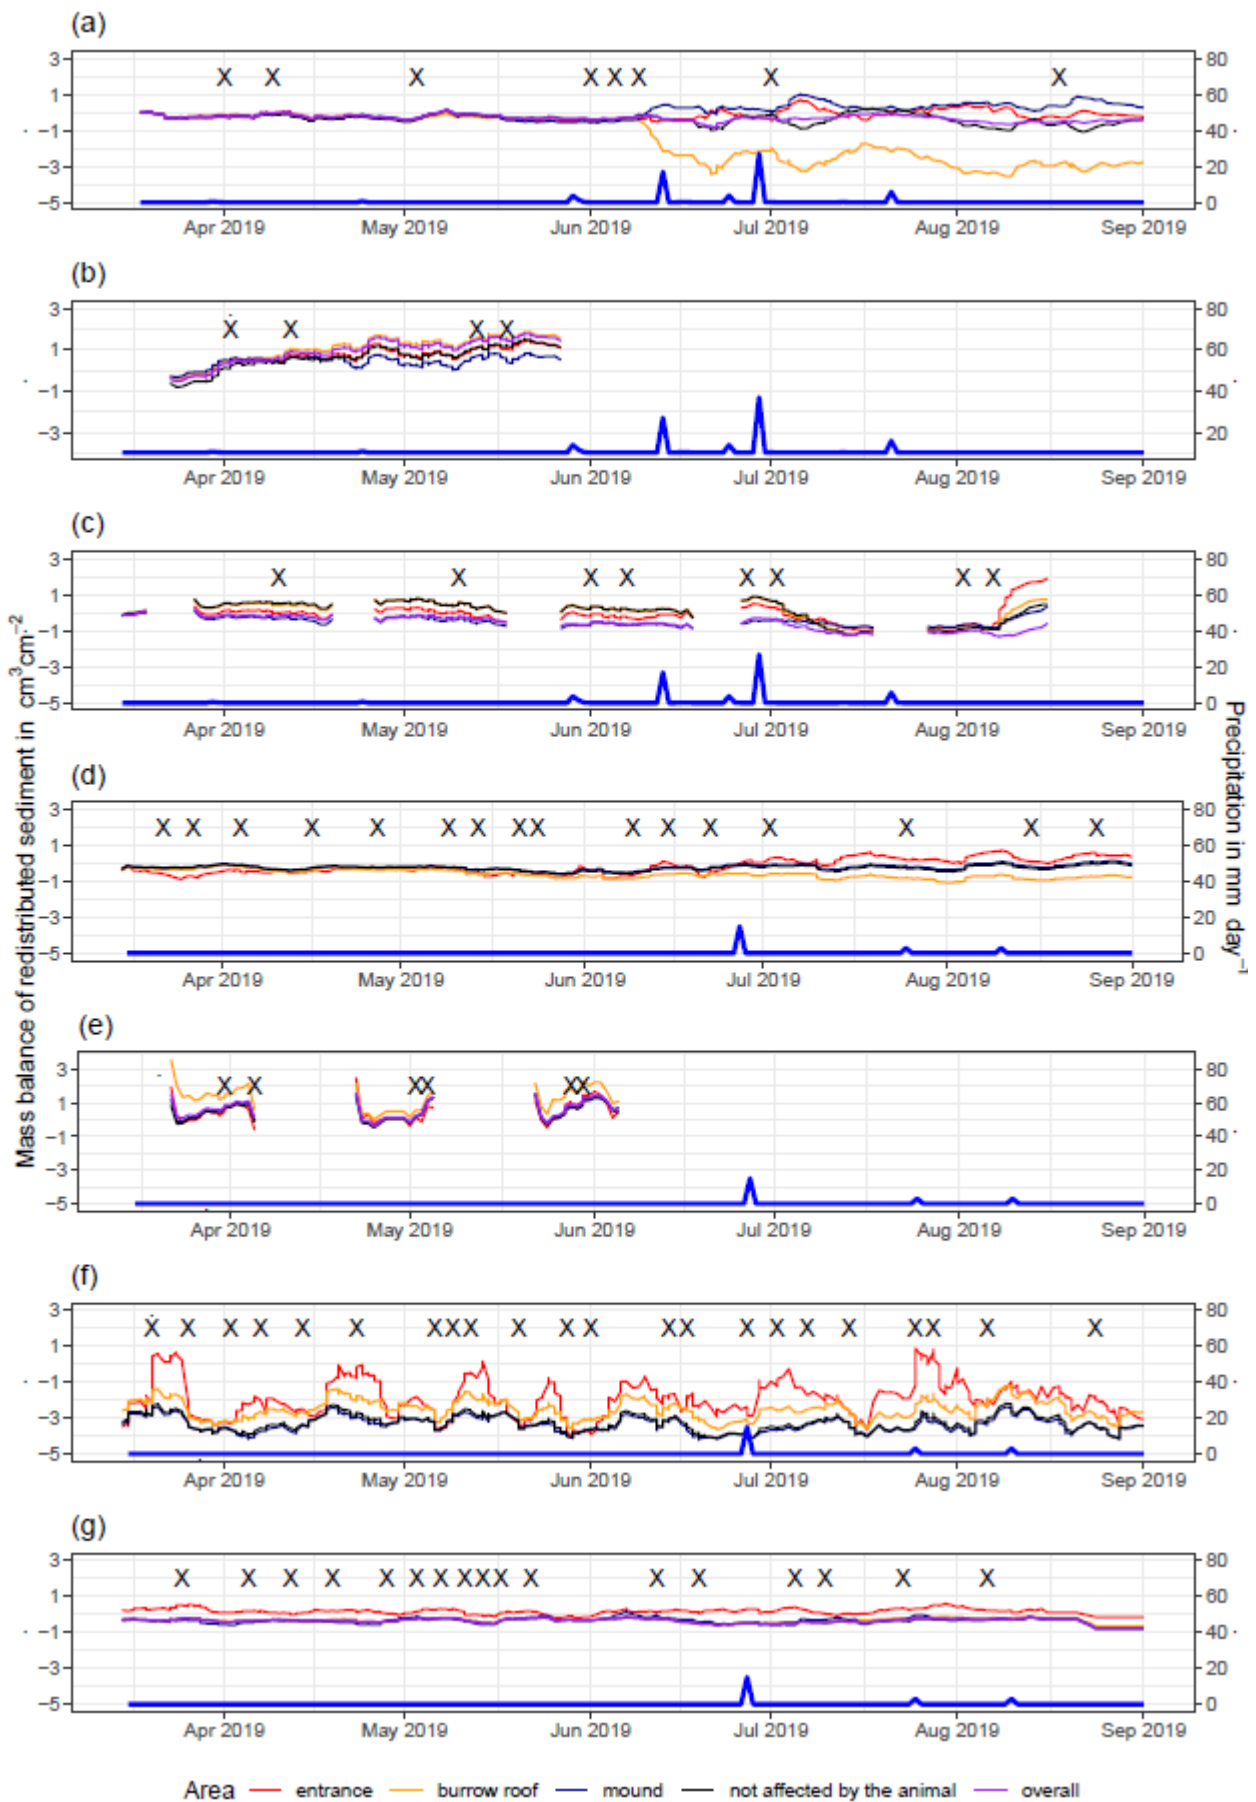 (a)
3
1
−1
−3
−5
X X X X X X X X
80
60
40
20
0
Apr 2019 May 2019 Jun 2019 Jul 2019 Aug 2019 Sep 2019
(b)
3
1
−1
−3
X X X X
80
60
40
20
Apr 2019 May 2019 Jun 2019 Jul 2019 Aug 2019 Sep 2019
(c)
3
1
−1
−3
−5
X X X X X X X X
80
60
40
20
0
Apr 2019 May 2019 Jun 2019 Jul 2019 Aug 2019 Sep 2019
Mass balance of redistributed sediment in cm³cm⁻²
Precipitation in mm day⁻¹
(d)
3
1
−1
−3
−5
X X X X X X X X X X X X X X X X
80
60
40
20
0
Apr 2019 May 2019 Jun 2019 Jul 2019 Aug 2019 Sep 2019
(e)
3
1
−1
−3
−5
X X X X X X
80
60
40
20
0
Apr 2019 May 2019 Jun 2019 Jul 2019 Aug 2019 Sep 2019
(f)
3
1
−1
−3
−5
X X X X X X X X X X X X X X X X X X X X X X
80
60
40
20
0
Apr 2019 May 2019 Jun 2019 Jul 2019 Aug 2019 Sep 2019
(g)
3
1
−1
−3
−5
X X X X X X X X X X X X X X X X X
80
60
40
20
0
Apr 2019 May 2019 Jun 2019 Jul 2019 Aug 2019 Sep 2019
Area entrance burrow roof mound not affected by the animal overall